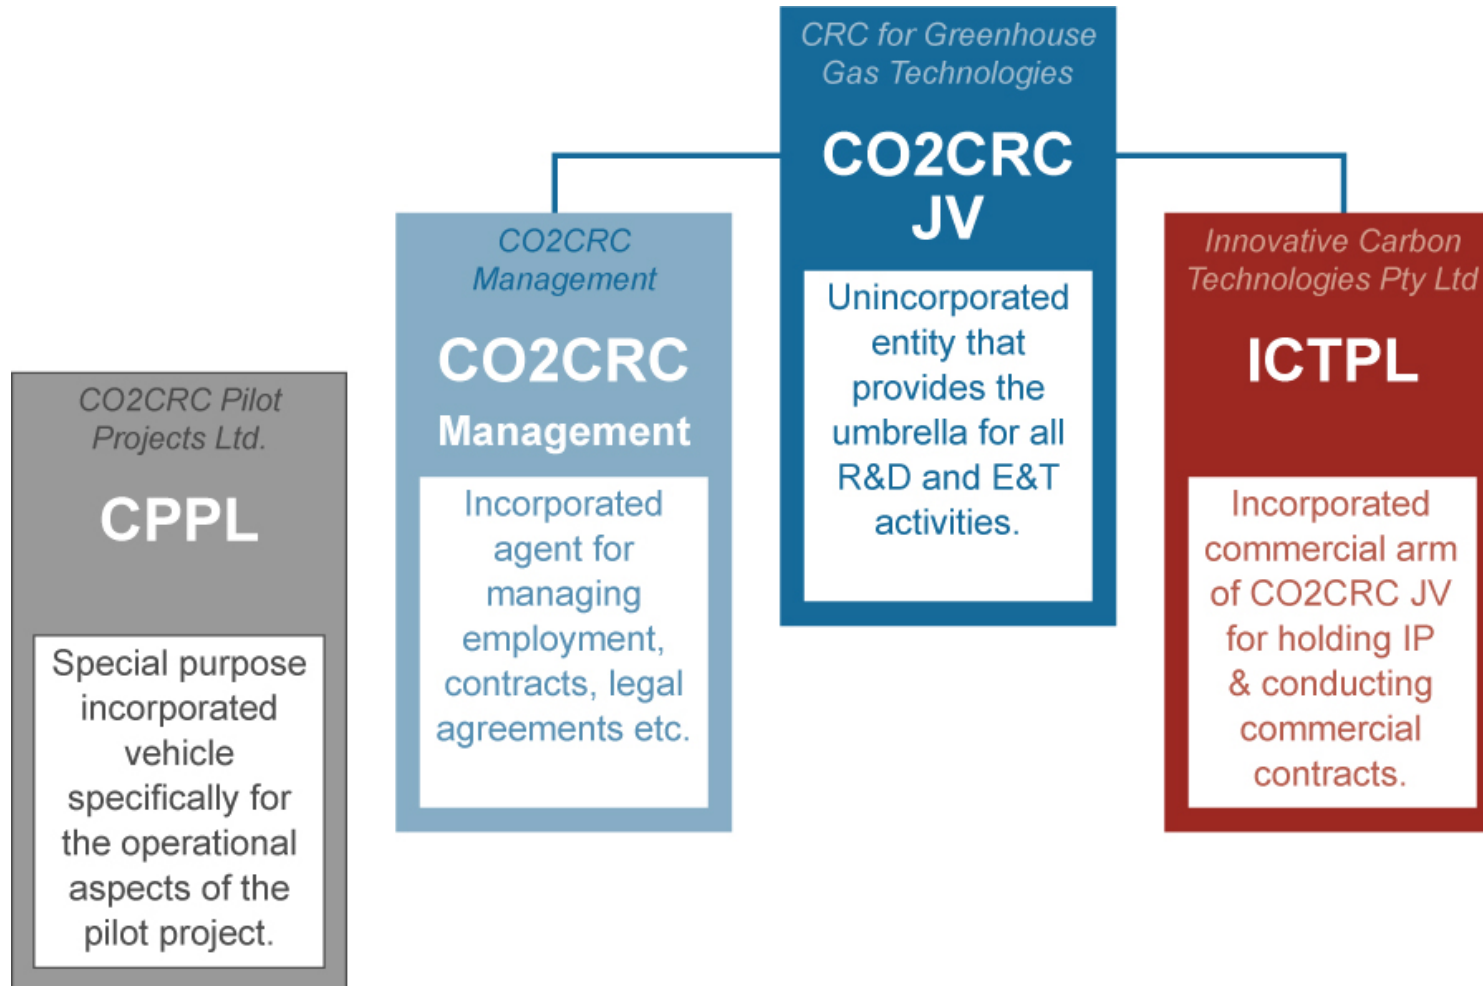 CRC for Greenhouse
Gas Technologies
CO2CRC
JV
Unincorporated
entity that
provides the
umbrella for all
R&D and E&T
activities.
CO2CRC
Management
CO2CRC
Management
Incorporated
agent for
managing
employment,
contracts, legal
agreements etc.
Innovative Carbon
Technologies Pty Ltd
ICTPL
Incorporated
commercial arm
of CO2CRC JV
for holding IP
& conducting
commercial
contracts.
CO2CRC Pilot
Projects Ltd.
CPPL
Special purpose
incorporated
vehicle
specifically for
the operational
aspects of the
pilot project.